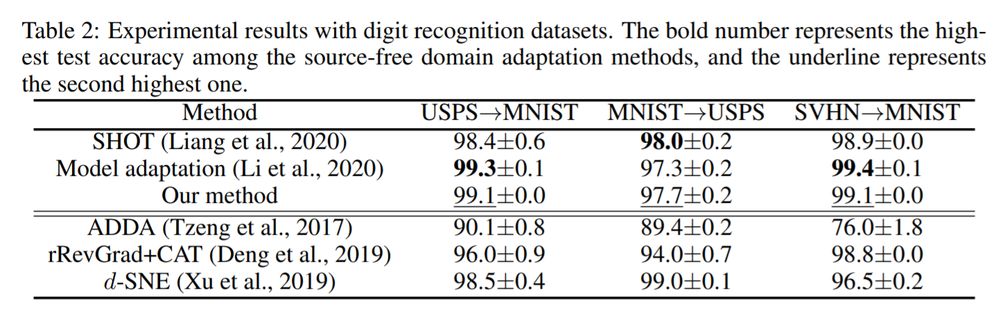 Table 2: Experimental results with digit recognition datasets. The bold number represents the high-
est test accuracy among the source-free domain adaptation methods, and the underline represents
the second highest one.
Method USPS→MNIST MNIST→USPS SVHN→MNIST
SHOT (Liang et al., 2020) 98.4±0.6 98.0±0.2 98.9±0.0
Model adaptation (Li et al., 2020) 99.3±0.1 97.3±0.2 99.4±0.1
Our method 99.1±0.0 97.7±0.2 99.1±0.0
ADDA (Tzeng et al., 2017) 90.1±0.8 89.4±0.2 76.0±1.8
rRevGrad+CAT (Deng et al., 2019) 96.0±0.9 94.0±0.7 98.8±0.0
d-SNE (Xu et al., 2019) 98.5±0.4 99.0±0.1 96.5±0.2